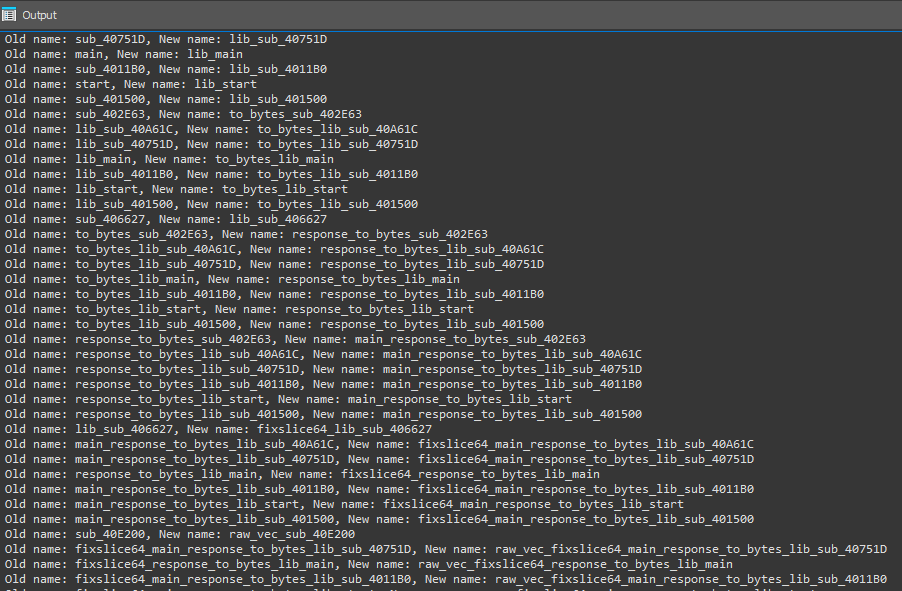 Output
Old name: sub_40751D, New name: lib_sub_40751D
Old name: main, New name: lib_main
Old name: sub_4011B0, New name: lib_sub_4011B0
Old name: start, New name: lib_start
Old name: sub_401500, New name: lib_sub_401500
Old name: sub_402E63, New name: to_bytes_sub_402E63
Old name: lib_sub_40A61C, New name: to_bytes_lib_sub_40A61C
Old name: lib_sub_40751D, New name: to_bytes_lib_sub_40751D
Old name: lib_main, New name: to_bytes_lib_main
Old name: lib_sub_4011B0, New name: to_bytes_lib_sub_4011B0
Old name: lib_start, New name: to_bytes_lib_start
Old name: lib_sub_401500, New name: to_bytes_lib_sub_401500
Old name: sub_406627, New name: lib_sub_406627
Old name: to_bytes_sub_402E63, New name: response_to_bytes_sub_402E63
Old name: to_bytes_lib_sub_40A61C, New name: response_to_bytes_lib_sub_40A61C
Old name: to_bytes_lib_sub_40751D, New name: response_to_bytes_lib_sub_40751D
Old name: to_bytes_lib_main, New name: response_to_bytes_lib_main
Old name: to_bytes_lib_sub_4011B0, New name: response_to_bytes_lib_sub_4011B0
Old name: to_bytes_lib_start, New name: response_to_bytes_lib_start
Old name: to_bytes_lib_sub_401500, New name: response_to_bytes_lib_sub_401500
Old name: response_to_bytes_sub_402E63, New name: main_response_to_bytes_sub_402E63
Old name: response_to_bytes_lib_sub_40A61C, New name: main_response_to_bytes_lib_sub_40A61C
Old name: response_to_bytes_lib_sub_40751D, New name: main_response_to_bytes_lib_sub_40751D
Old name: response_to_bytes_lib_sub_4011B0, New name: main_response_to_bytes_lib_sub_4011B0
Old name: response_to_bytes_lib_start, New name: main_response_to_bytes_lib_start
Old name: response_to_bytes_lib_sub_401500, New name: main_response_to_bytes_lib_sub_401500
Old name: lib_sub_406627, New name: fixslice64_lib_sub_406627
Old name: main_response_to_bytes_lib_sub_40A61C, New name: fixslice64_main_response_to_bytes_lib_sub_40A61C
Old name: main_response_to_bytes_lib_sub_40751D, New name: fixslice64_main_response_to_bytes_lib_sub_40751D
Old name: response_to_bytes_lib_main, New name: fixslice64_response_to_bytes_lib_main
Old name: main_response_to_bytes_lib_sub_4011B0, New name: fixslice64_main_response_to_bytes_lib_sub_4011B0
Old name: main_response_to_bytes_lib_start, New name: fixslice64_main_response_to_bytes_lib_start
Old name: main_response_to_bytes_lib_sub_401500, New name: fixslice64_main_response_to_bytes_lib_sub_401500
Old name: sub_40E200, New name: raw_vec_sub_40E200
Old name: fixslice64_main_response_to_bytes_lib_sub_40751D, New name: raw_vec_fixslice64_main_response_to_bytes_lib_sub_40751D
Old name: fixslice64_response_to_bytes_lib_main, New name: raw_vec_fixslice64_response_to_bytes_lib_main
Old name: fixslice64_main_response_to_bytes_lib_sub_4011B0, New name: raw_vec_fixslice64_main_response_to_bytes_lib_sub_4011B0